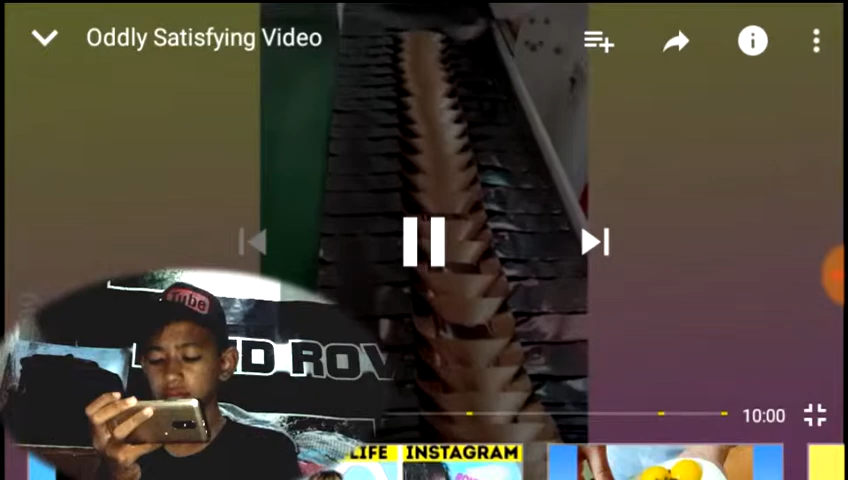 Oddly Satisfying Video
Tube
D ROV
10:00
LIFE INSTAGRAM